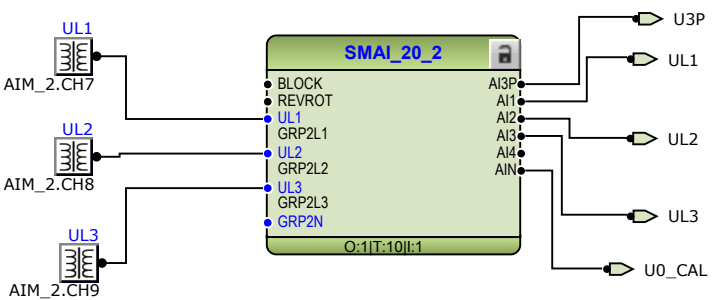 UL1
AIM_2.CH7
UL2
AIM_2.CH8
UL3
AIM_2.CH9
SMAI_20_2
BLOCK
REVROT
UL1
GRP2L1
UL2
GRP2L2
UL3
GRP2L3
GRP2N
AI3P
AI1
AI2
AI3
AI4
AIN
O:1|T:10|I:1
U3P
UL1
UL2
UL3
U0_CAL